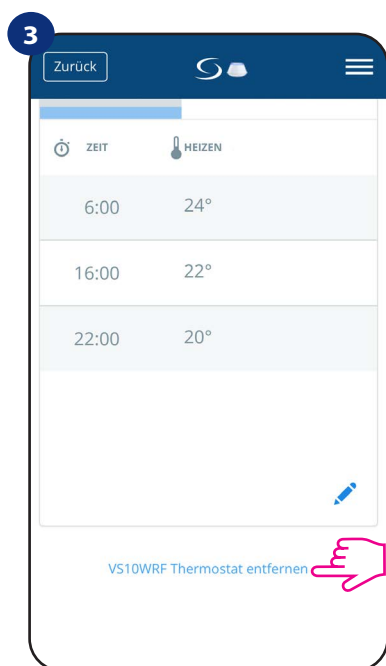 3
Zurück
ZEIT HEIZEN
6:00 24°
16:00 22°
22:00 20°
VS10WRF Thermostat entfernen